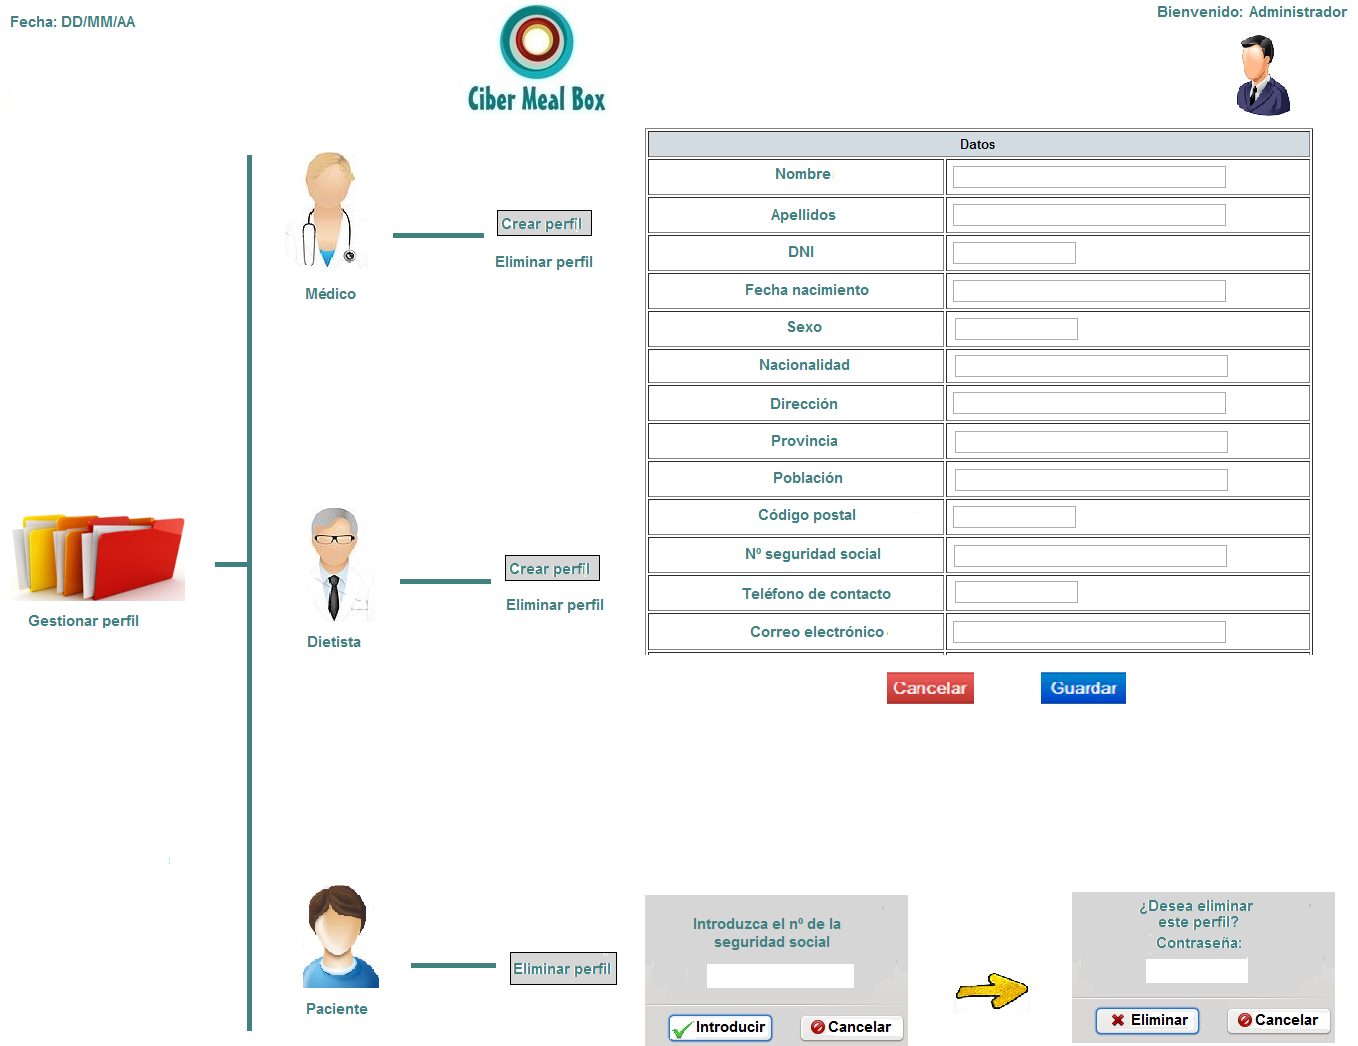 Fecha: DD/MM/AA
Ciber Meal Box
Bienvenido: Administrador
Datos
Nombre
Apellidos
DNI
Fecha nacimiento
Sexo
Nacionalidad
Dirección
Provincia
Población
Código postal
Nº seguridad social
Teléfono de contacto
Correo electrónico
Cancelar
Guardar
Crear perfil
Eliminar perfil
Médico
Crear perfil
Eliminar perfil
Dietista
Gestionar perfil
Eliminar perfil
Paciente
Introduzca el nº de la
seguridad social
Introducir
Cancelar
¿Desea eliminar
este perfil?
Contraseña:
Eliminar
Cancelar